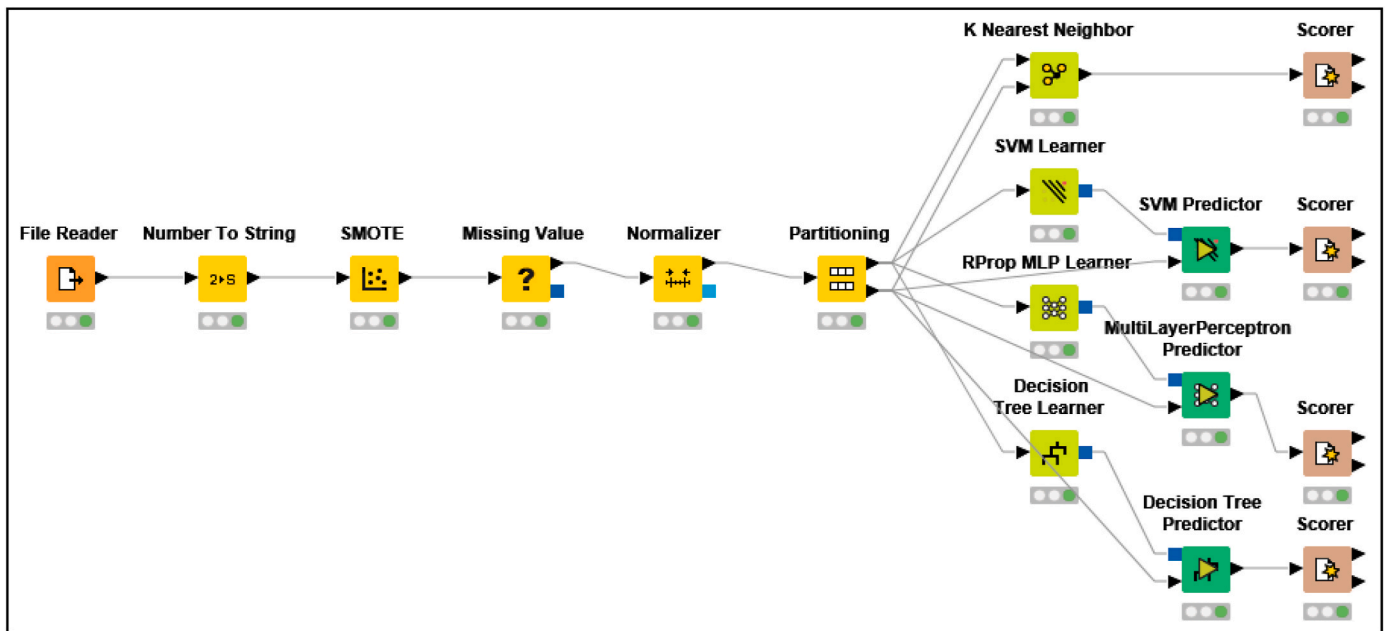 K Nearest Neighbor
Scorer
SVM Learner
File Reader
Number To String
SMOTE
Missing Value
Normalizer
Partitioning
SVM Predictor
Scorer
2▸S
?
RProp MLP Learner
MultiLayerPerceptron
Predictor
Decision
Tree Learner
Scorer
Decision Tree
Predictor
Scorer